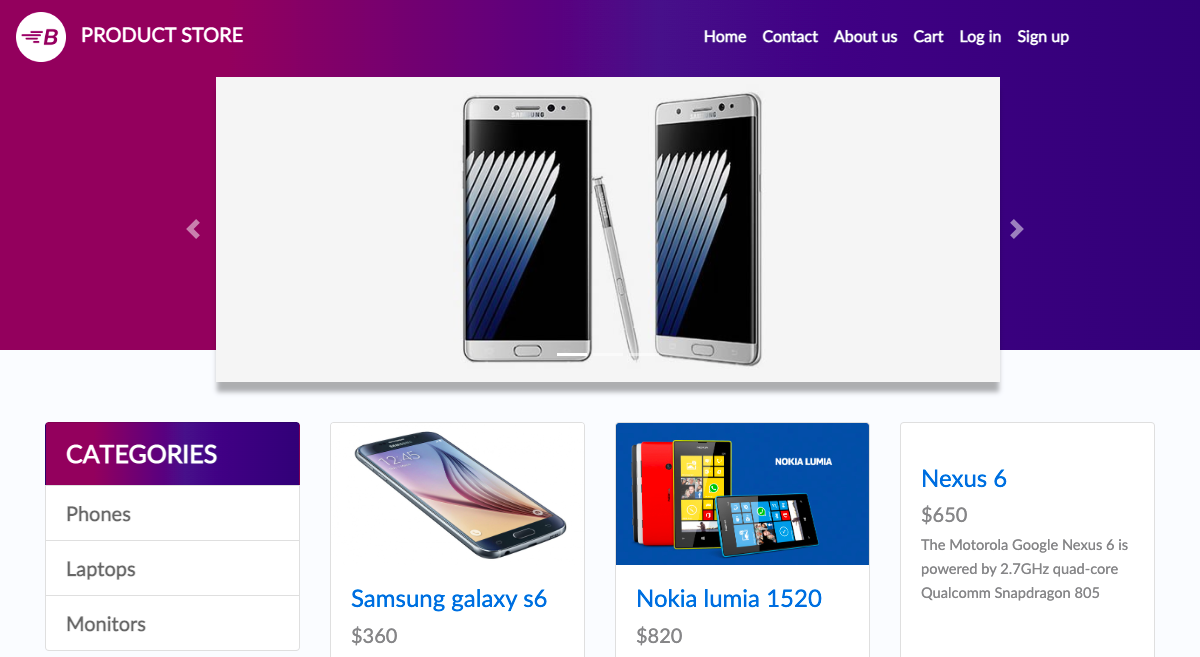 B
PRODUCT STORE
Home Contact About us Cart Log in Sign up
SAMSUNG
SAMSUNG
CATEGORIES
Phones
Laptops
Monitors
12:45
Samsung galaxy s6
$360
NOKIA LUMIA
Nokia lumia 1520
$820
Nexus 6
$650
The Motorola Google Nexus 6 is
powered by 2.7GHz quad-core
Qualcomm Snapdragon 805